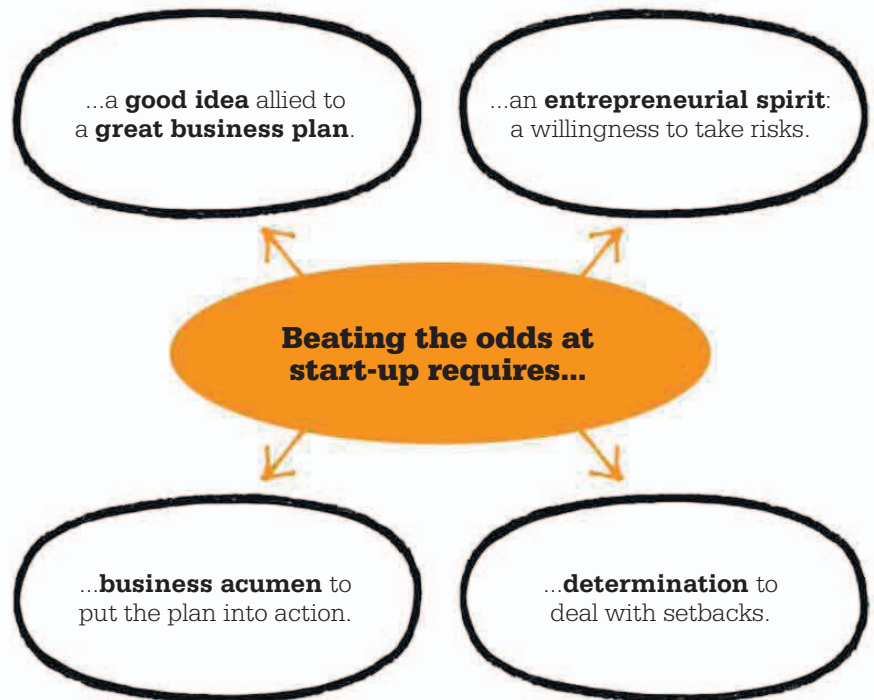 ...a good idea allied to
a great business plan.
...an entrepreneurial spirit:
a willingness to take risks.
Beating the odds at
start-up requires...
...business acumen to
put the plan into action.
...determination to
deal with setbacks.